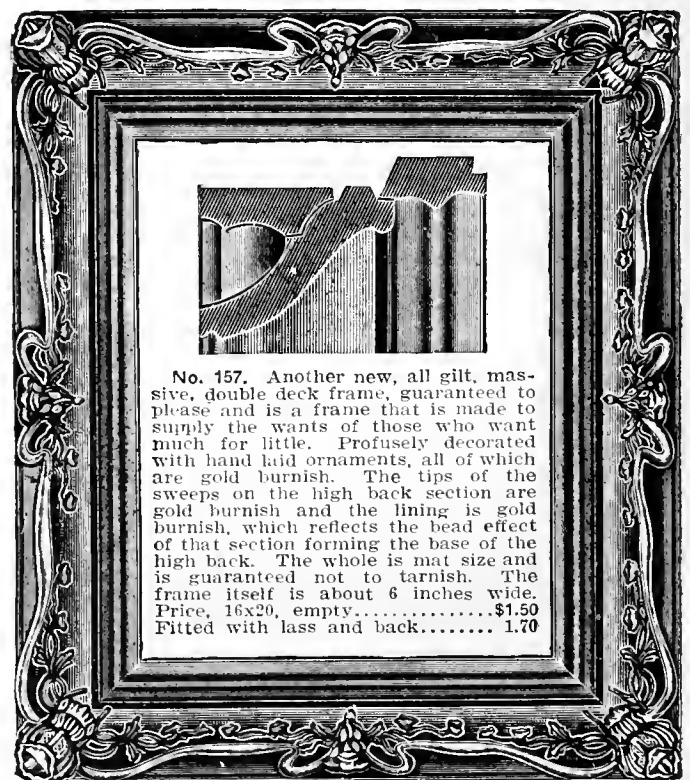 No. 157. Another new, all gilt, mas-
sive, double deck frame, guaranteed to
please and is a frame that is made to
supply the wants of those who want
much for little. Profusely decorated
with hand laid ornaments, all of which
are gold burnish. The tips of the
sweeps on the high back section are
gold burnish and the lining is gold
burnish, which reflects the bead effect
of that section forming the base of the
high back. The whole is mat size and
is guaranteed not to tarnish. The
frame itself is about 6 inches wide.
Price, 16x20, empty...............$1.50
Fitted with lass and back........ 1.70